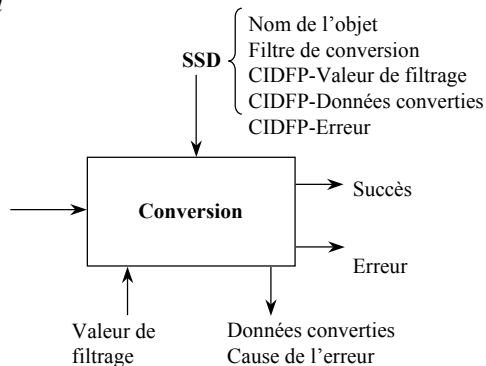 Nom de l'objet
Filtre de conversion
SSD
CIDFP-Valeur de filtrage
CIDFP-Données converties
CIDFP-Erreur
Conversion
Succès
Erreur
Valeur de
filtrage
Données converties
Cause de l'erreur